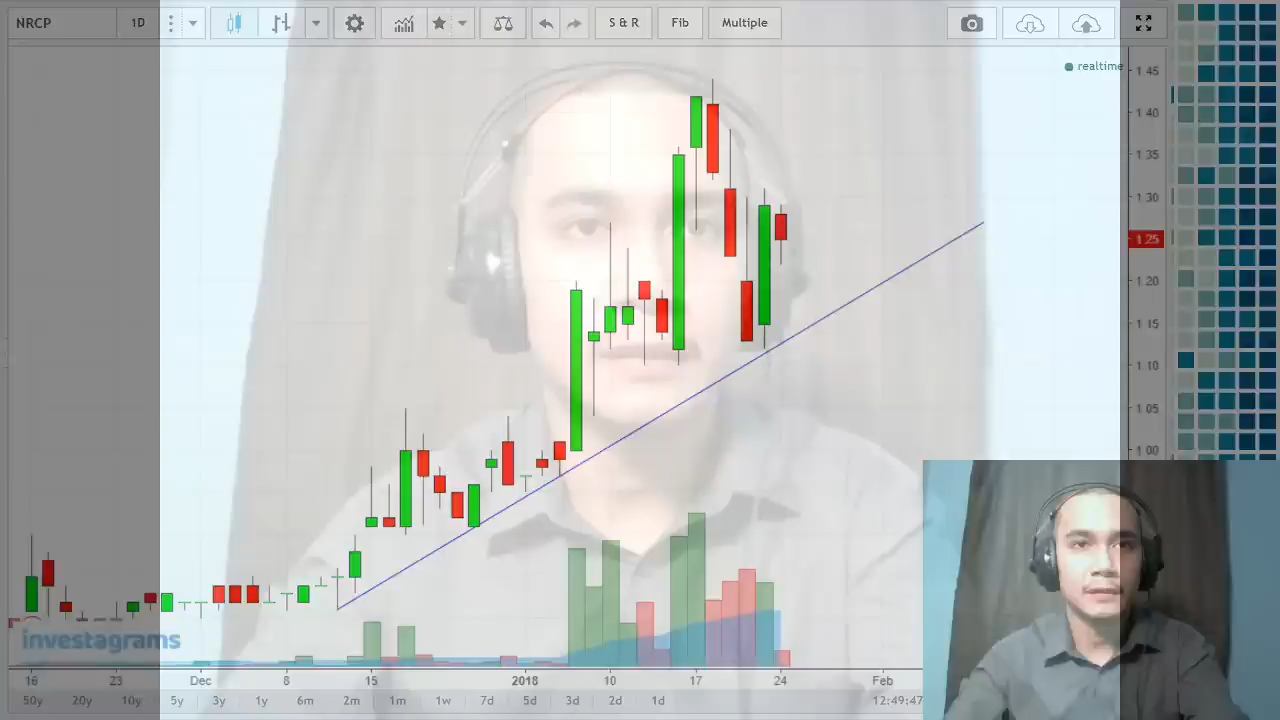 NRCP 1D S & R Fib Multiple
realtime
1.45
1.40
1.35
1.30
1.25
1.20
1.15
1.10
1.05
1.00
investagrams
16 23 Dec 8 15 2018 10 17 24 Feb
50y 20y 10y 5y 3y 1y 6m 2m 1m 1w 7d 5d 3d 2d 1d 12:49:47